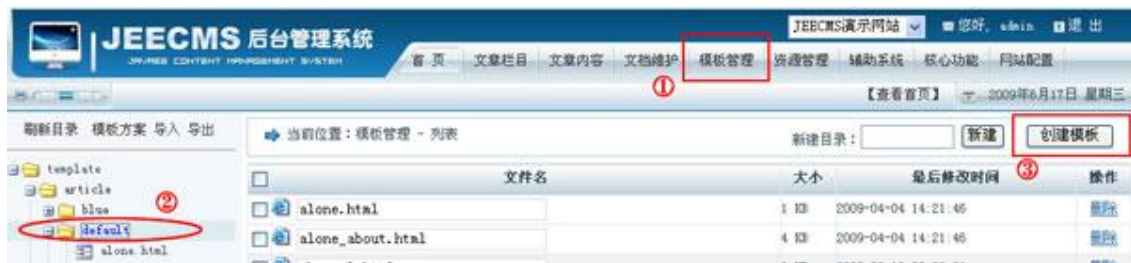 JEECMS演示网站 您好, admin 退 出
JEECMS 后台管理系统
JAVAEE CONTENT MANAGEMENT SYSTEM
首 页 文章栏目 文章内容 文档维护 模板管理 资源管理 辅助系统 核心功能 网站配置
①
【查看首页】 2009年6月17日 星期三
刷新目录 模板方案 导入 导出
当前位置：模板管理 - 列表
新建目录： 新建 创建模板
③
template
article
blue
②
default
alone.html
文件名 大小 最后修改时间 操作
alone.html 1 KB 2009-04-04 14:21:46 删除
alone_about.html 4 KB 2009-04-04 14:21:46 删除